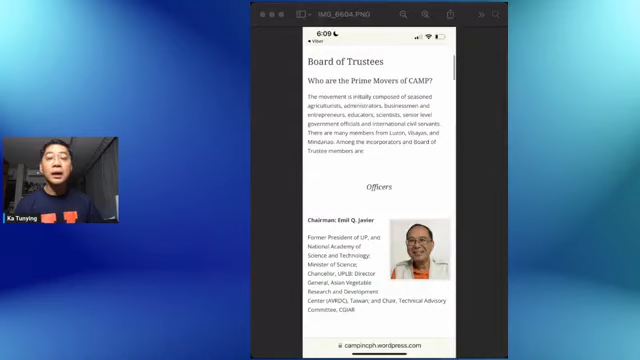 IMG_6604.PNG
6:09
Viber
Board of Trustees
Who are the Prime Movers of CAMP?
The movement is initially composed of seasoned
agriculturists, administrators, businessmen and
entrepreneurs, educators, scientists, senior level
government officials and international civil servants.
There are many members from Luzon, Visayas, and
Mindanao. Among the incorporators and Board of
Trustee members are:
Officers
Chairman: Emil Q. Javier
Former President of UP, and
National Academy of
Science and Technology;
Minister of Science;
Chancellor, UPLB; Director
General, Asian Vegetable
Research and Development
Center (AVRDC), Taiwan; and Chair, Technical Advisory
Committee, CGIAR
campincph.wordpress.com
Ka Tunying